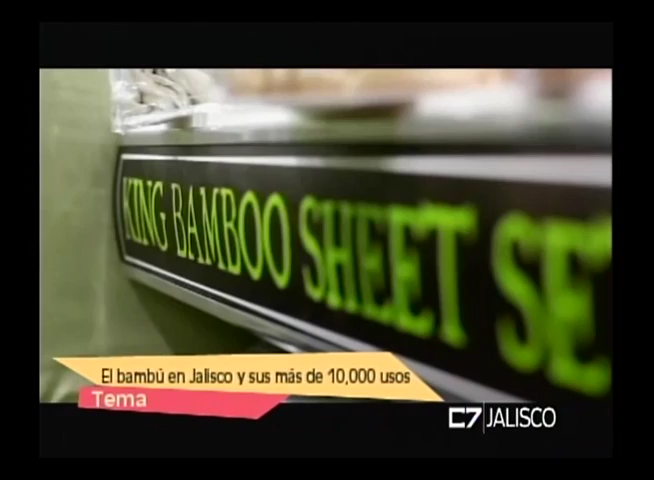 KING BAMBOO SHEET SE
El bambú en Jalisco y sus más de 10,000 usos
Tema
C7 JALISCO